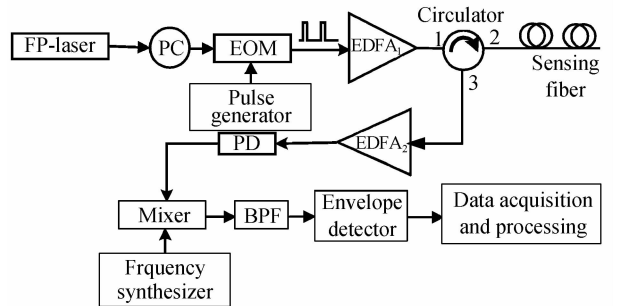 Circulator
FP-laser
PC
EOM
EDFA₁
1
2
3
Sensing
fiber
Pulse
generator
PD
EDFA₂
Mixer
BPF
Envelope
detector
Data acquisition
and processing
Frquency
synthesizer